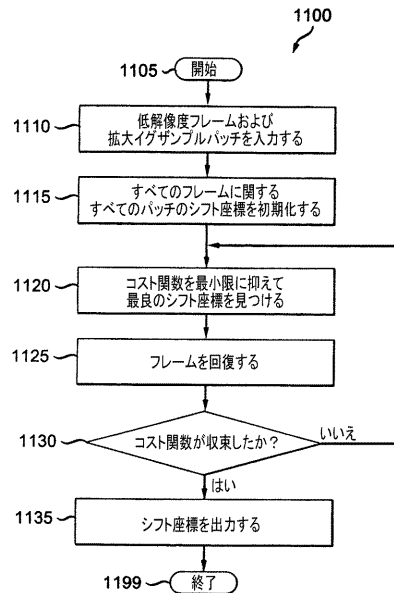 1100
1105
開始
1110
低解像度フレームおよび
拡大イグザンプルパッチを入力する
1115
すべてのフレームに関する
すべてのパッチのシフト座標を初期化する
1120
コスト関数を最小限に抑えて
最良のシフト座標を見つける
1125
フレームを回復する
1130
コスト関数が収束したか？
いいえ
はい
1135
シフト座標を出力する
1199
終了